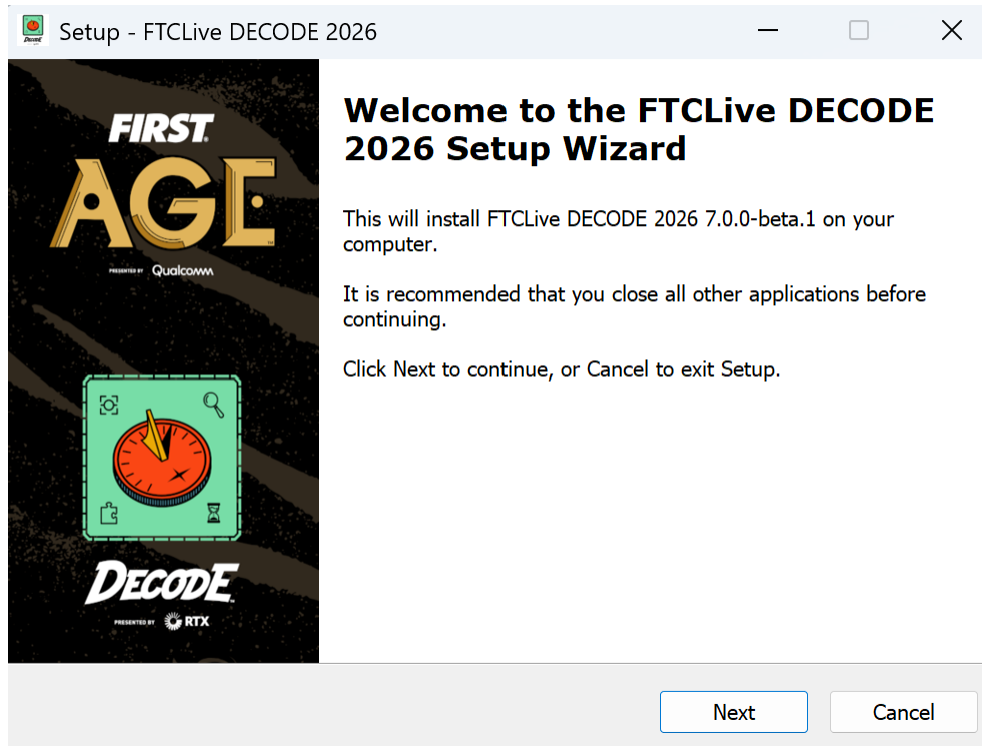 Setup - FTCLive DECODE 2026
FIRST®
AGE™
PRESENTED BY Qualcomm
DECODE™
PRESENTED BY RTX
Welcome to the FTCLive DECODE
2026 Setup Wizard
This will install FTCLive DECODE 2026 7.0.0-beta.1 on your
computer.
It is recommended that you close all other applications before
continuing.
Click Next to continue, or Cancel to exit Setup.
Next
Cancel